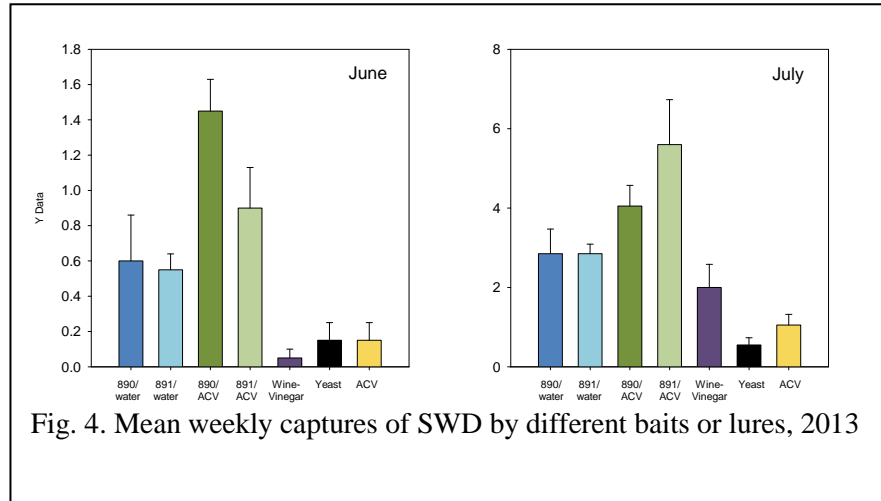 June
1.8
1.6
1.4
1.2
1.0
0.8
0.6
0.4
0.2
0.0
Y Data
890/
water
891/
water
890/
ACV
891/
ACV
Wine-
Vinegar
Yeast
ACV
July
8
6
4
2
0
890/
water
891/
water
890/
ACV
891/
ACV
Wine-
Vinegar
Yeast
ACV
Fig. 4. Mean weekly captures of SWD by different baits or lures, 2013